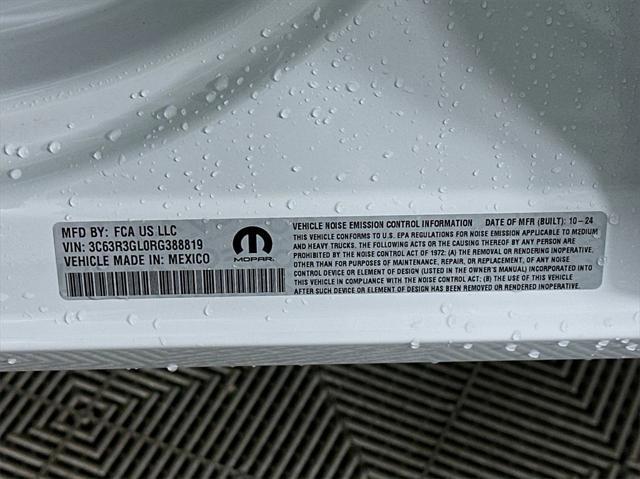 MFD BY: FCA US LLC
VIN: 3C63R3GL0RG388819
VEHICLE MADE IN: MEXICO
MOPAR.
VEHICLE NOISE EMISSION CONTROL INFORMATION DATE OF MFR (BUILT): 10-24
THIS VEHICLE CONFORMS TO U.S. EPA REGULATIONS FOR NOISE EMISSION APPLICABLE TO MEDIUM
AND HEAVY TRUCKS. THE FOLLOWING ACTS OR THE CAUSING THEREOF BY ANY PERSON ARE
PROHIBITED BY THE NOISE CONTROL ACT OF 1972: (A) THE REMOVAL OR RENDERING INOPERATIVE,
OTHER THAN FOR PURPOSES OF MAINTENANCE, REPAIR, OR REPLACEMENT, OF ANY NOISE
CONTROL DEVICE OR ELEMENT OF DESIGN (LISTED IN THE OWNER'S MANUAL) INCORPORATED INTO
THIS VEHICLE IN COMPLIANCE WITH THE NOISE CONTROL ACT; (B) THE USE OF THIS VEHICLE
AFTER SUCH DEVICE OR ELEMENT OF DESIGN HAS BEEN REMOVED OR RENDERED INOPERATIVE.